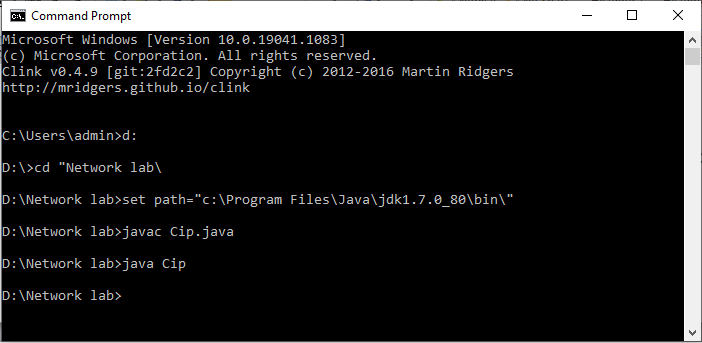 Command Prompt
Microsoft Windows [Version 10.0.19041.1083]
(c) Microsoft Corporation. All rights reserved.
Clink v0.4.9 [git:2fd2c2] Copyright (c) 2012-2016 Martin Ridgers
http://mridgers.github.io/clink
C:\Users\admin>d:
D:\>cd "Network lab\
D:\Network lab>set path="c:\Program Files\Java\jdk1.7.0_80\bin\"
D:\Network lab>javac Cip.java
D:\Network lab>java Cip
D:\Network lab>